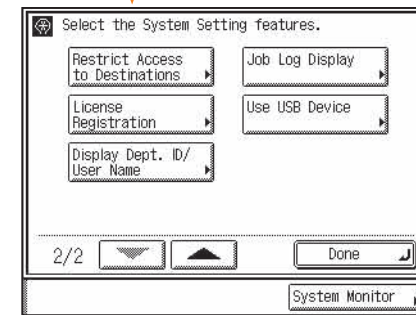 Select the System Setting features.
Restrict Access
to Destinations
Job Log Display
License
Registration
Use USB Device
Display Dept. ID/
User Name
2/2
Done
System Monitor